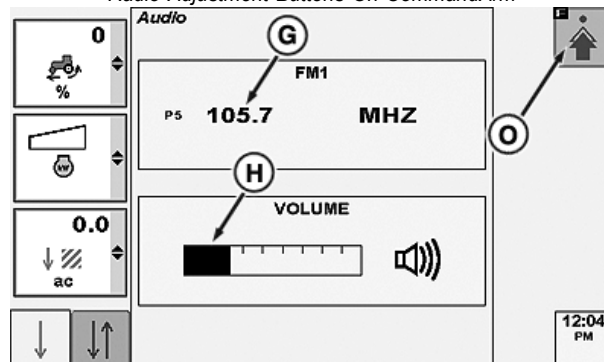 Audio Adjustment Buttons On CommandArm
Audio
0
%
G
FM1
P5 105.7 MHZ
O
kW
H
VOLUME
0.0
ac
12:04
PM